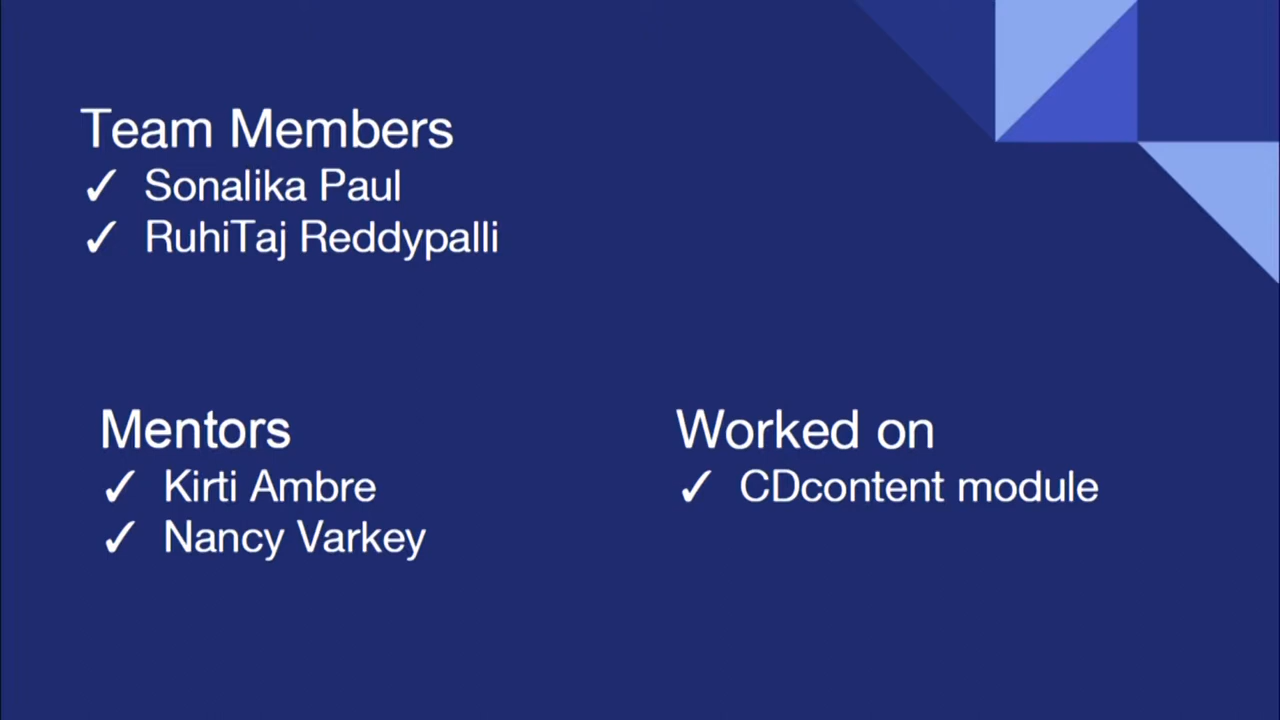 Team Members
✓ Sonalika Paul
✓ RuhiTaj Reddypalli
Mentors
✓ Kirti Ambre
✓ Nancy Varkey
Worked on
✓ CDcontent module